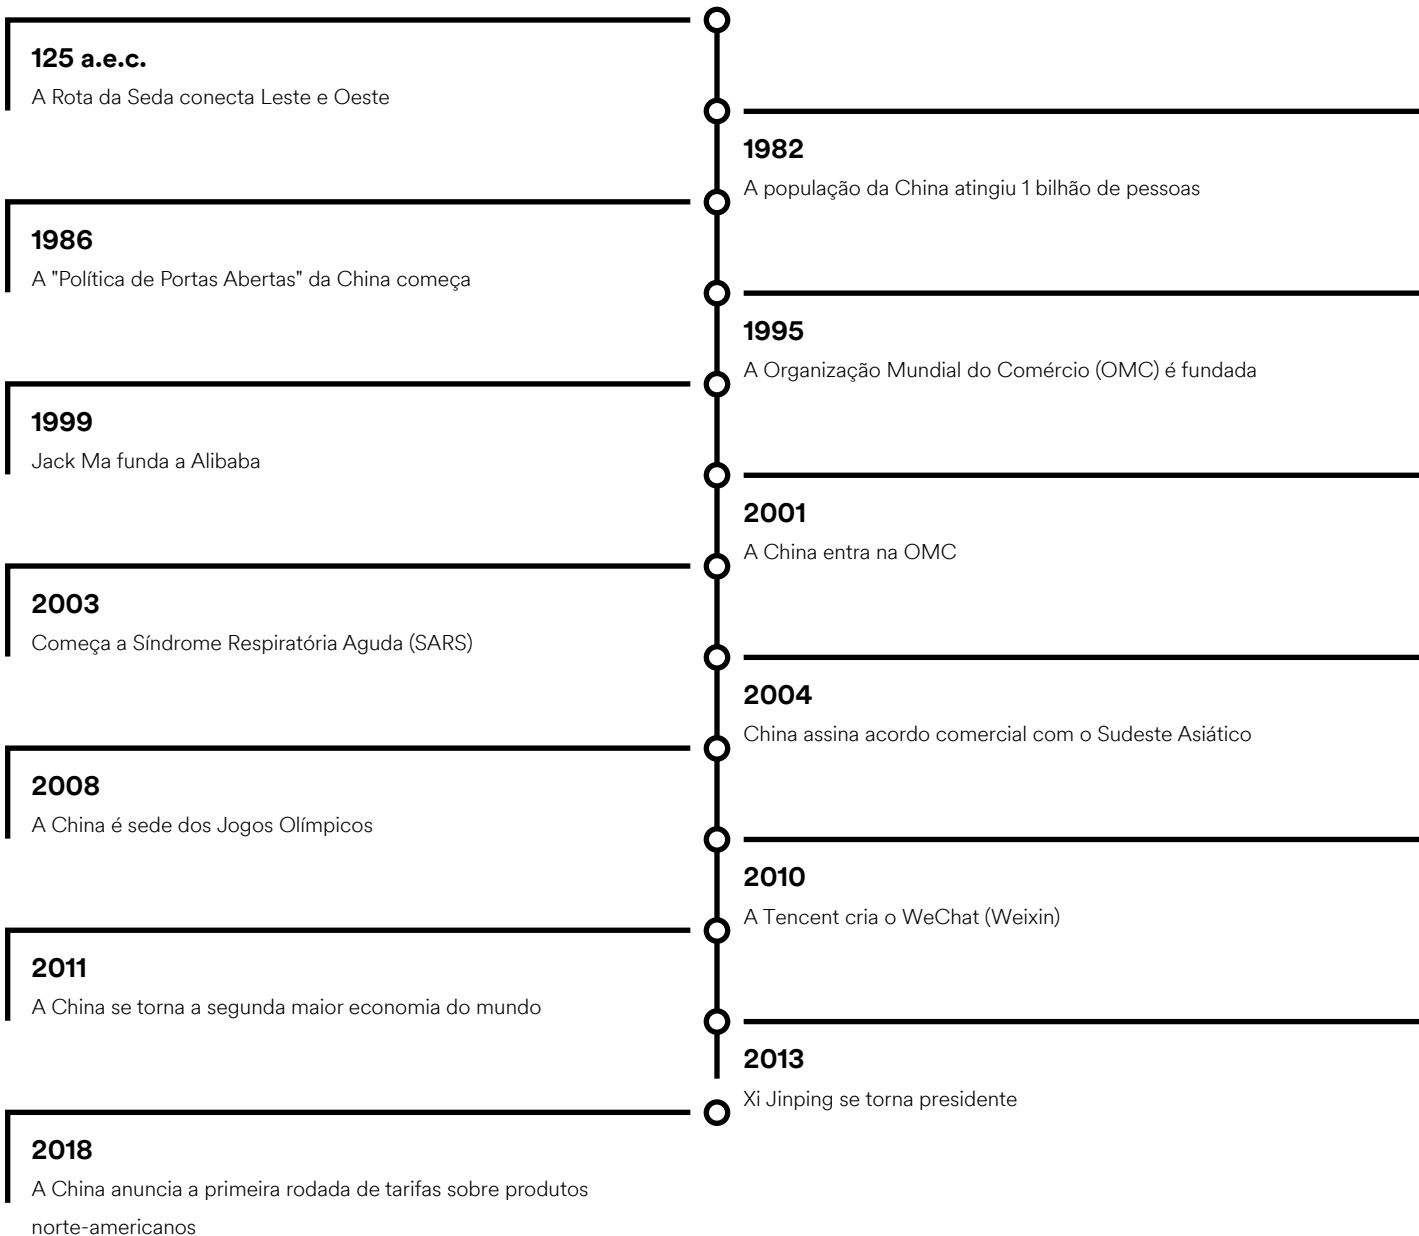 125 a.e.c.
A Rota da Seda conecta Leste e Oeste
1982
A população da China atingiu 1 bilhão de pessoas
1986
A "Política de Portas Abertas" da China começa
1995
A Organização Mundial do Comércio (OMC) é fundada
1999
Jack Ma funda a Alibaba
2001
A China entra na OMC
2003
Começa a Síndrome Respiratória Aguda (SARS)
2004
China assina acordo comercial com o Sudeste Asiático
2008
A China é sede dos Jogos Olímpicos
2010
A Tencent cria o WeChat (Weixin)
2011
A China se torna a segunda maior economia do mundo
2013
Xi Jinping se torna presidente
2018
A China anuncia a primeira rodada de tarifas sobre produtos
norte-americanos